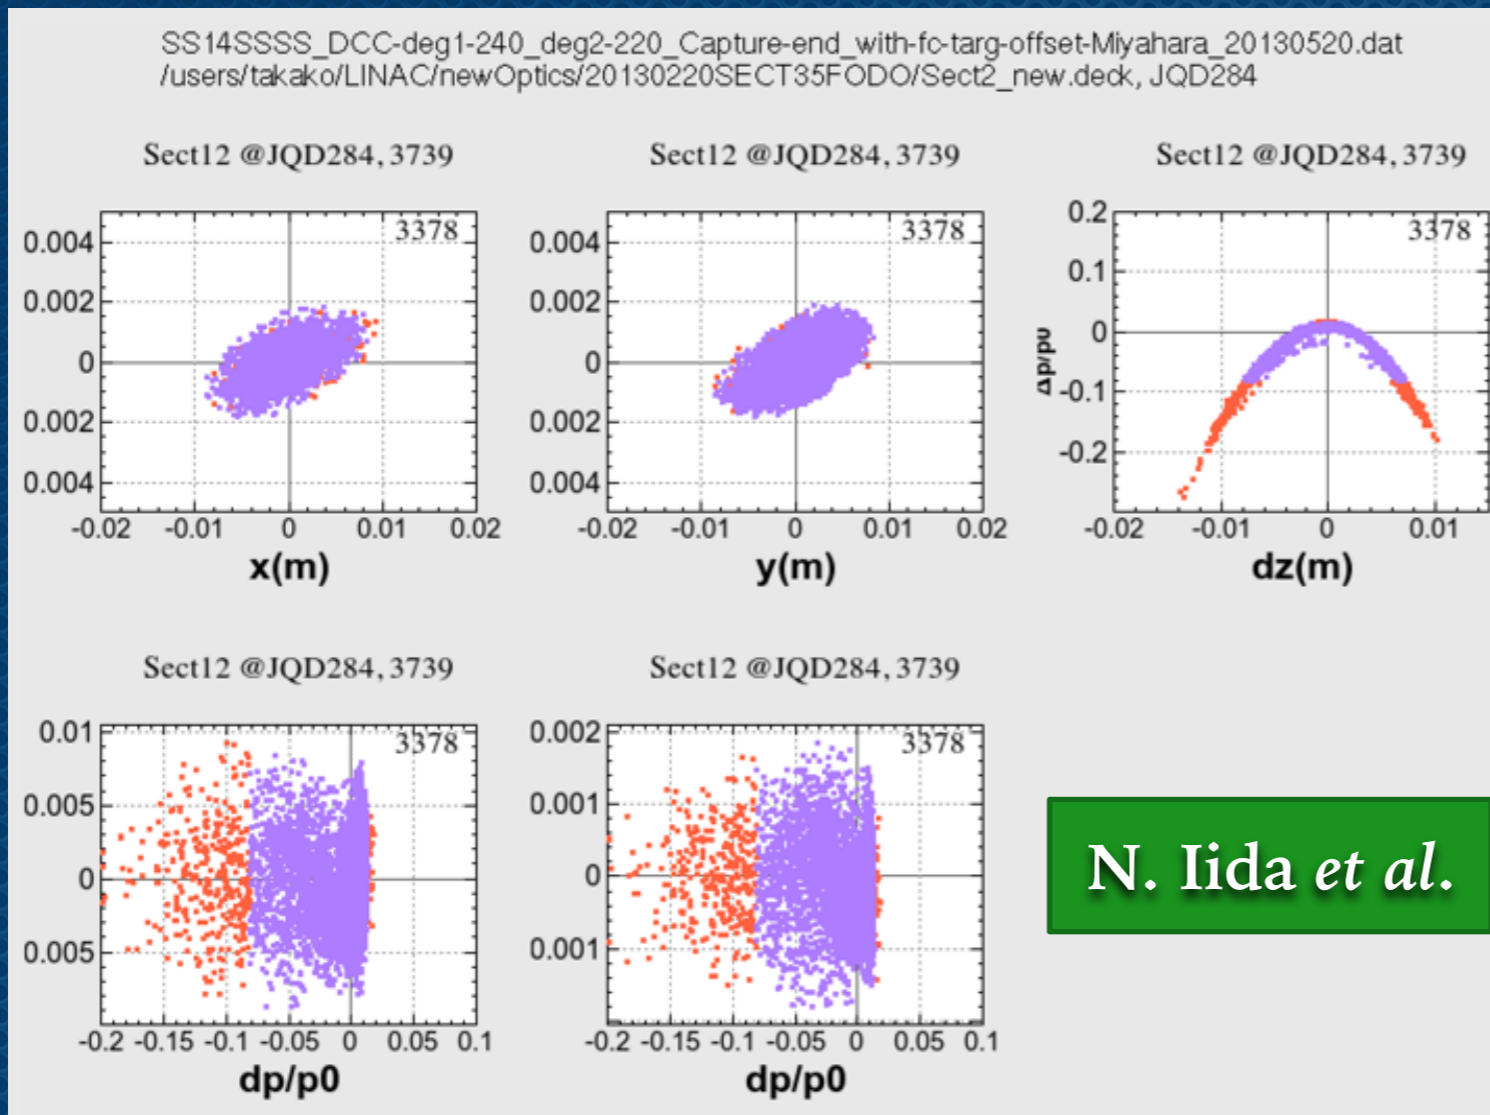 SS14SSSS_DCC-deg1-240_deg2-220_Capture-end_with-fc-targ-offset-Miyahara_20130520.dat
/users/takako/LINAC/newOptics/20130220SECT35FODO/Sect2_new.deck, JQD284
Sect12 @JQD284, 3739
3378
0.004
0.002
0
0.002
0.004
-0.02 -0.01 0 0.01 0.02
x(m)
Sect12 @JQD284, 3739
3378
0.004
0.002
0
0.002
0.004
-0.02 -0.01 0 0.01 0.02
y(m)
Sect12 @JQD284, 3739
3378
0.2
0.1
0
-0.1
-0.2
Δp/p0
-0.02 -0.01 0 0.01
dz(m)
Sect12 @JQD284, 3739
3378
0.01
0.005
0
0.005
-0.2 -0.15 -0.1 -0.05 0 0.05 0.1
dp/p0
Sect12 @JQD284, 3739
3378
0.002
0.001
0
0.001
-0.2 -0.15 -0.1 -0.05 0 0.05 0.1
dp/p0
N. Iida et al.